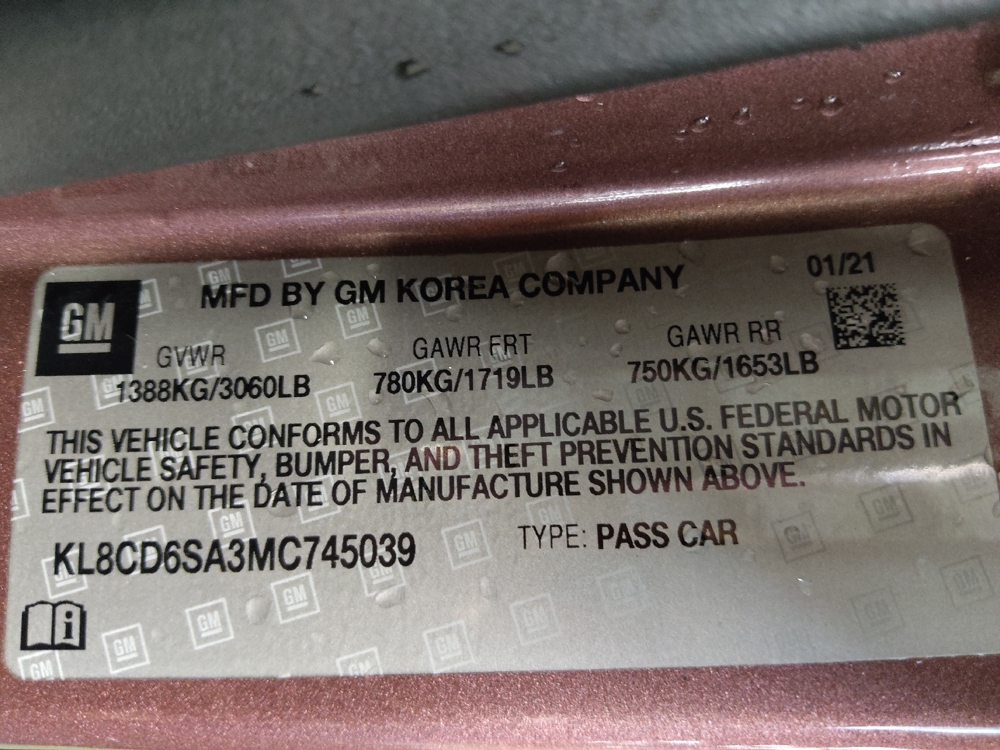 GM
MFD BY GM KOREA COMPANY
01/21
GVWR GAWR FRT GAWR RR
1388KG/3060LB 780KG/1719LB 750KG/1653LB
THIS VEHICLE CONFORMS TO ALL APPLICABLE U.S. FEDERAL MOTOR
VEHICLE SAFETY, BUMPER, AND THEFT PREVENTION STANDARDS IN
EFFECT ON THE DATE OF MANUFACTURE SHOWN ABOVE.
KL8CD6SA3MC745039 TYPE: PASS CAR